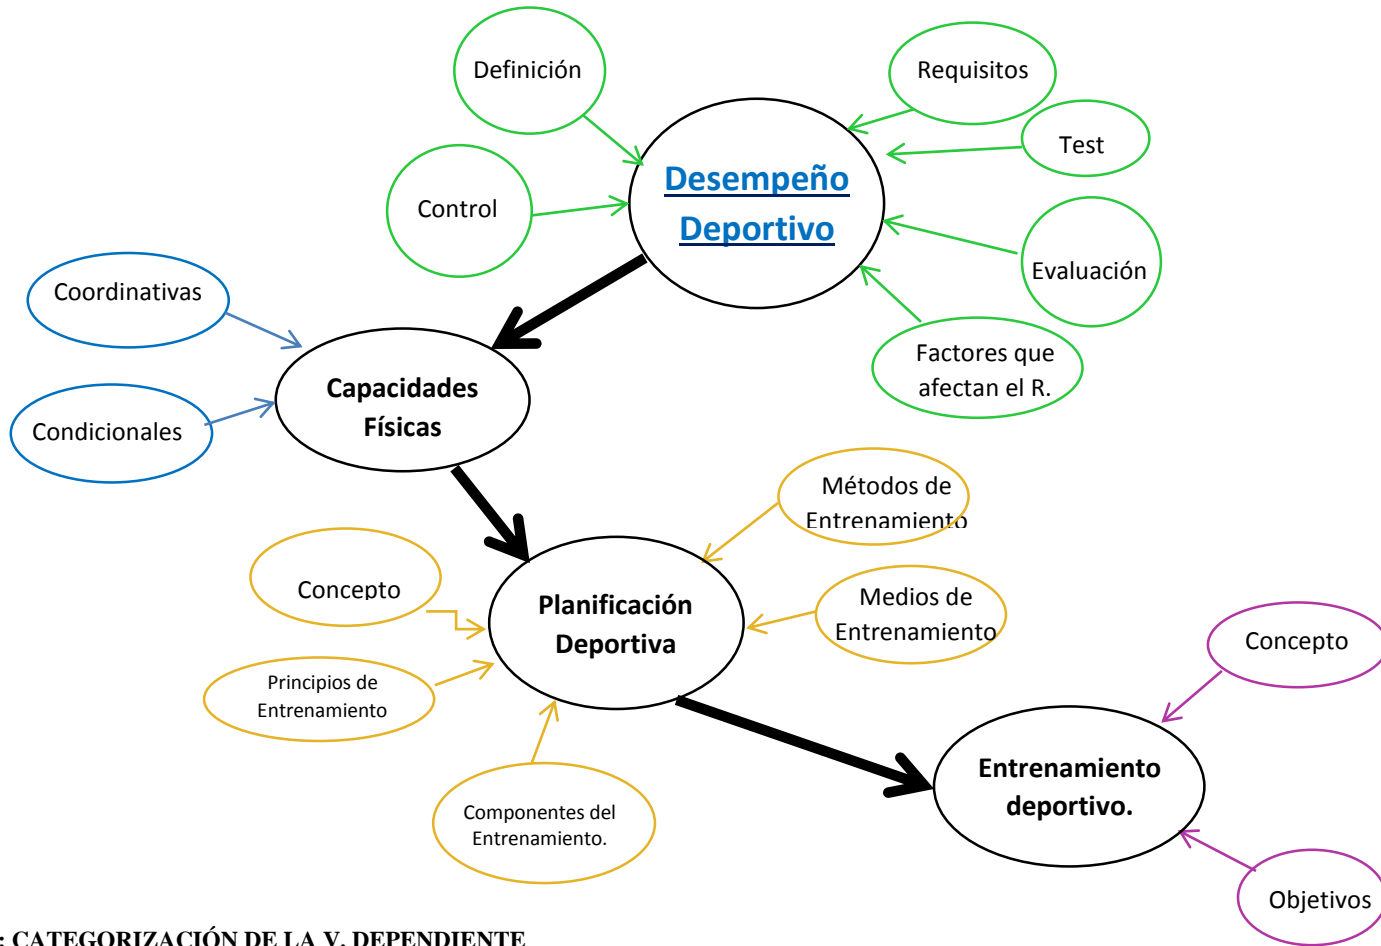 Definición
Requisitos
Test
Desempeño
Deportivo
Control
Evaluación
Coordinativas
Factores que
afectan el R.
Capacidades
Físicas
Condicionales
Métodos de
Entrenamiento
Concepto
Planificación
Deportiva
Medios de
Entrenamiento
Concepto
Principios de
Entrenamiento
Entrenamiento
deportivo.
Componentes del
Entrenamiento.
Objetivos
: CATEGORIZACIÓN DE LA V. DEPENDIENTE